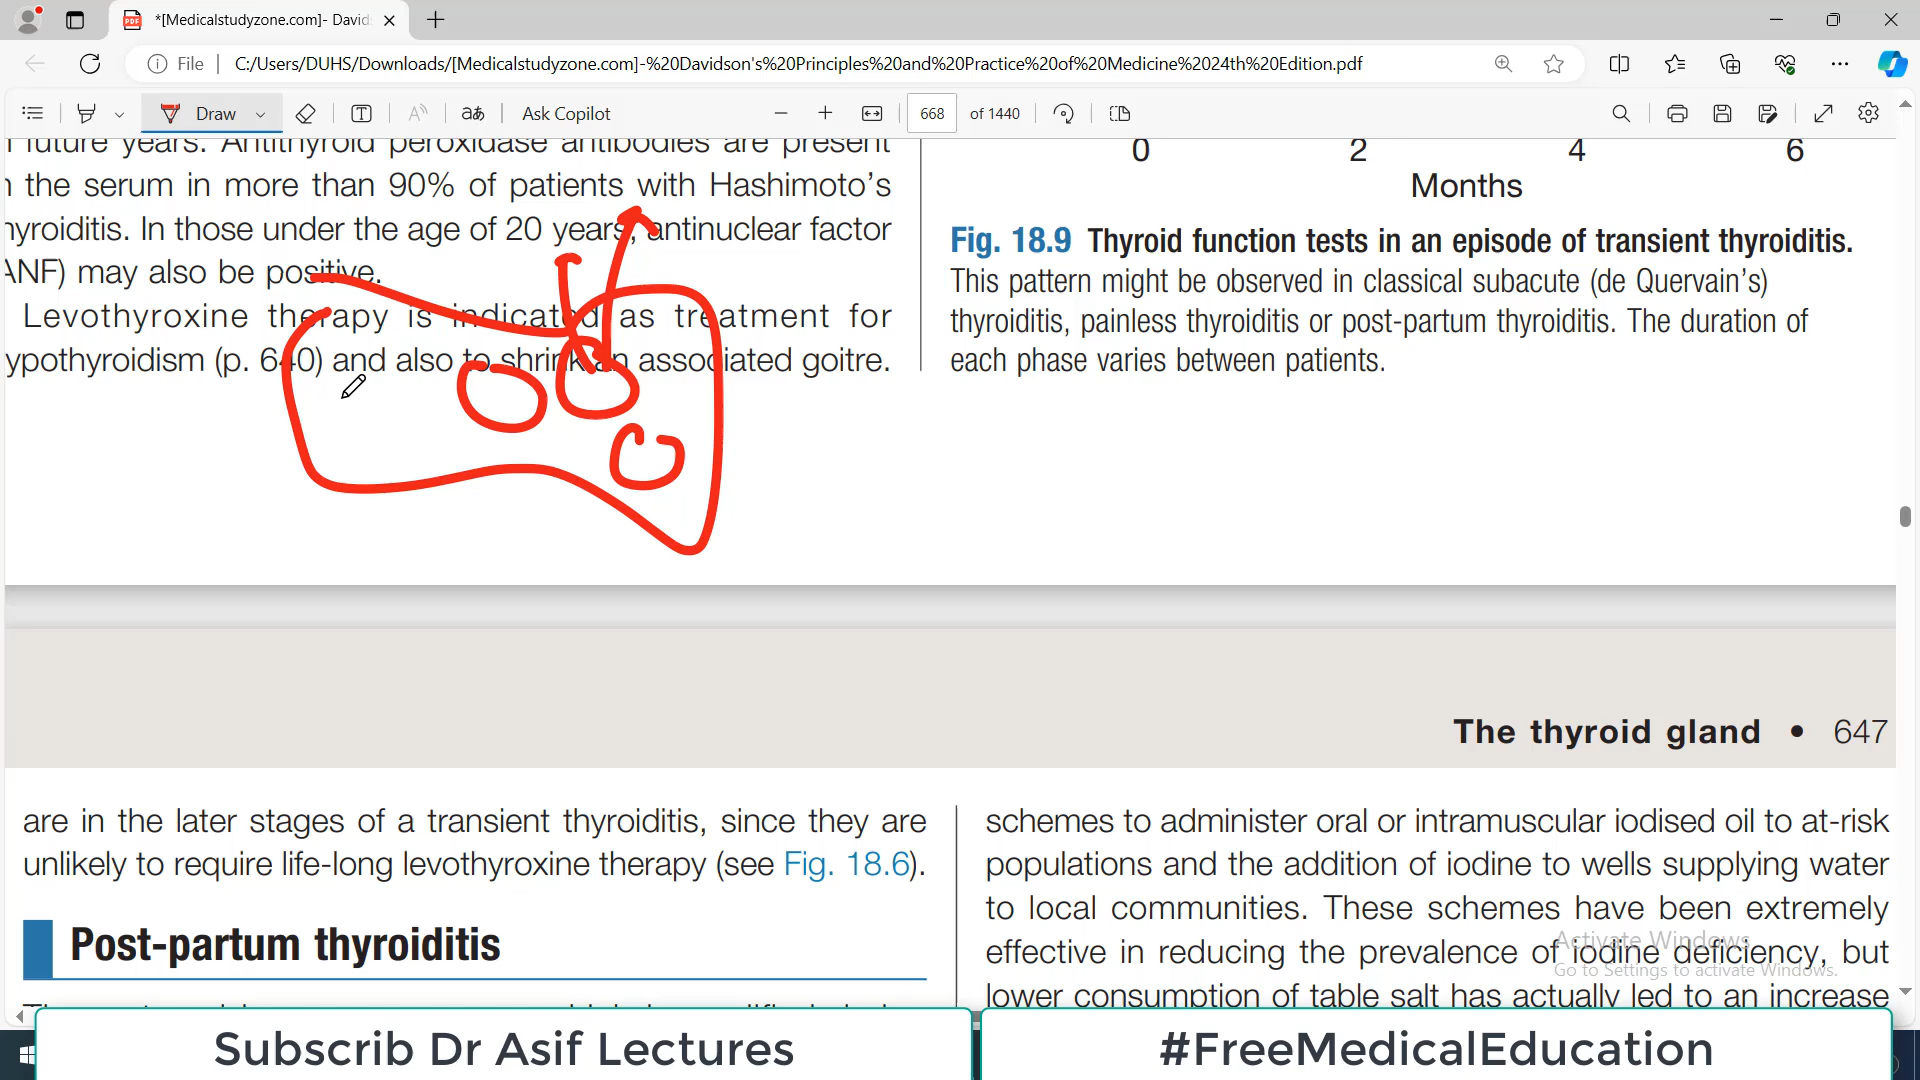 *[Medicalstudyzone.com]- David
File
C:/Users/DUHS/Downloads/[Medicalstudyzone.com]-%20Davidson's%20Principles%20and%20Practice%20of%20Medicine%2024th%20Edition.pdf
Draw
Ask Copilot
668 of 1440
future years. Antithyroid peroxidase antibodies are present
the serum in more than 90% of patients with Hashimoto's
hyroiditis. In those under the age of 20 years, antinuclear factor
ANF) may also be positive.
Levothyroxine therapy is indicated as treatment for
ypothyroidism (p. 640) and also to shrink an associated goitre.
0 2 4 6
Months
Fig. 18.9 Thyroid function tests in an episode of transient thyroiditis.
This pattern might be observed in classical subacute (de Quervain's)
thyroiditis, painless thyroiditis or post-partum thyroiditis. The duration of
each phase varies between patients.
The thyroid gland • 647
are in the later stages of a transient thyroiditis, since they are
unlikely to require life-long levothyroxine therapy (see Fig. 18.6).
Post-partum thyroiditis
schemes to administer oral or intramuscular iodised oil to at-risk
populations and the addition of iodine to wells supplying water
to local communities. These schemes have been extremely
effective in reducing the prevalence of iodine deficiency, but
lower consumption of table salt has actually led to an increase
Activate Windows
Go to Settings to activate Windows.
Subscrib Dr Asif Lectures
#FreeMedicalEducation